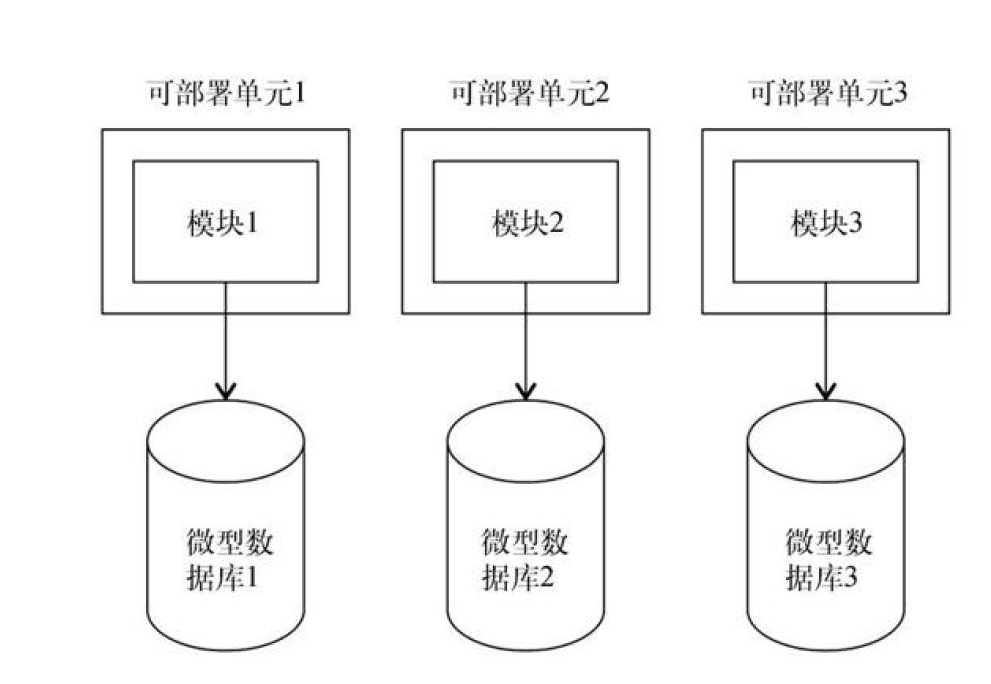 可部署单元1
可部署单元2
可部署单元3
模块1
模块2
模块3
微型数
据库1
微型数
据库2
微型数
据库3